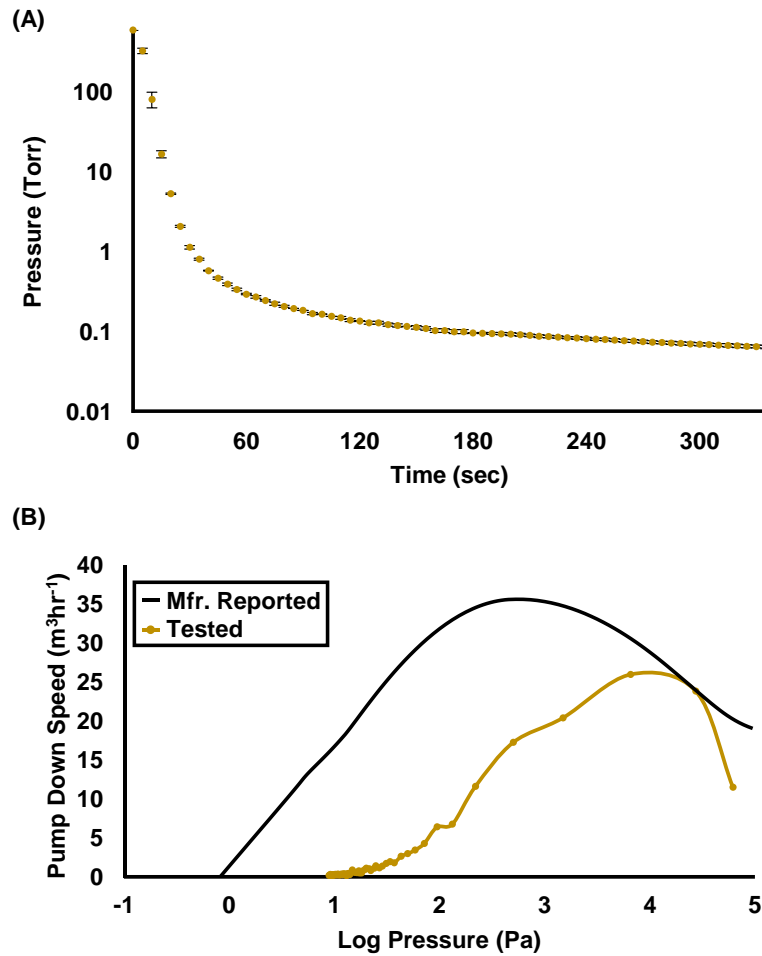 (A)
Pressure (Torr)
100
10
1
0.1
0.01
0 60 120 180 240 300
Time (sec)
(B)
Pump Down Speed (m³hr⁻¹)
40
35
30
25
20
15
10
5
0
Mfr. Reported
Tested
-1 0 1 2 3 4 5
Log Pressure (Pa)